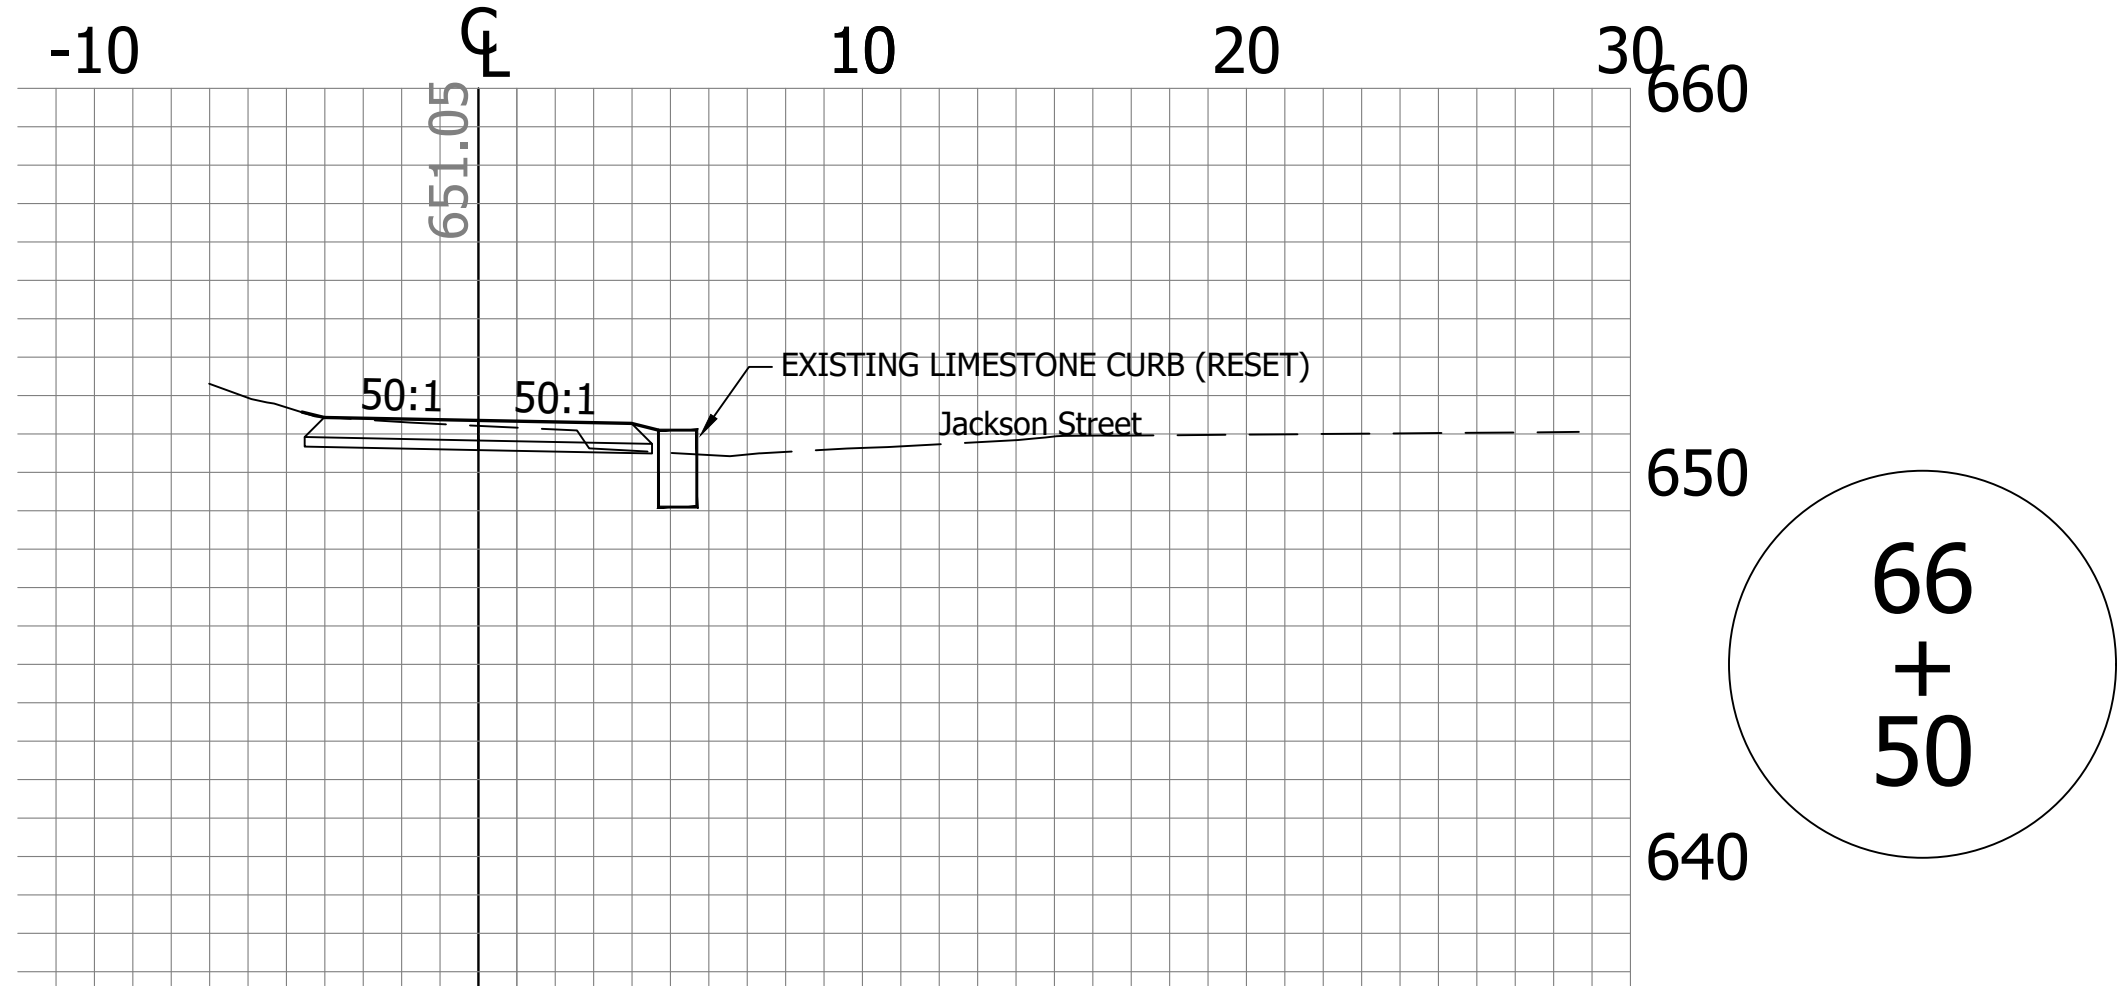 -10 ℄ 10 20 30
660
651.05
EXISTING LIMESTONE CURB (RESET)
50:1 50:1
Jackson Street
650
66
+
50
640